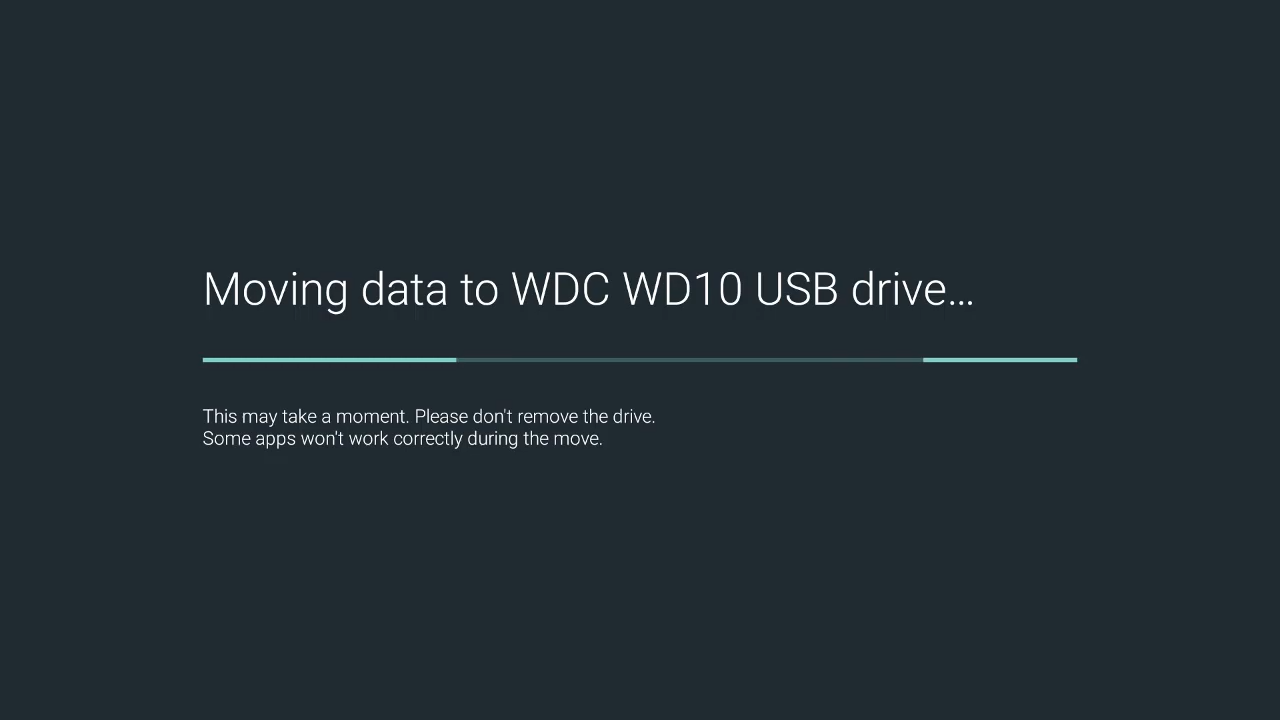 Moving data to WDC WD10 USB drive…
This may take a moment. Please don't remove the drive.
Some apps won't work correctly during the move.